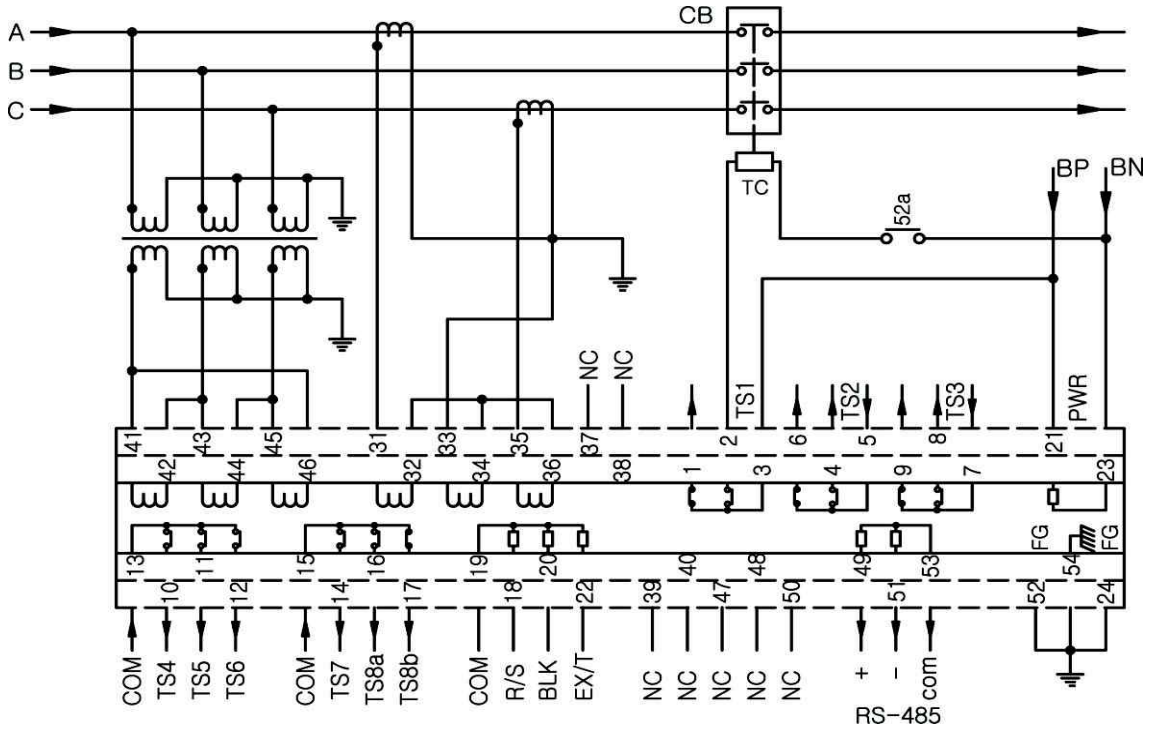 A
B
C
CB
TC
52a
BP
BN
NC
NC
TS1
TS2
TS3
PWR
41
43
45
31
33
35
37
2
6
5
8
21
42
44
46
32
34
36
38
1
3
4
9
7
23
FG
FG
13
11
15
16
19
20
40
48
49
53
54
10
12
14
17
18
22
39
47
50
51
52
24
COM
TS4
TS5
TS6
COM
TS7
TS8a
TS8b
COM
R/S
BLK
EX/T
NC
NC
NC
NC
NC
+
-
com
RS-485